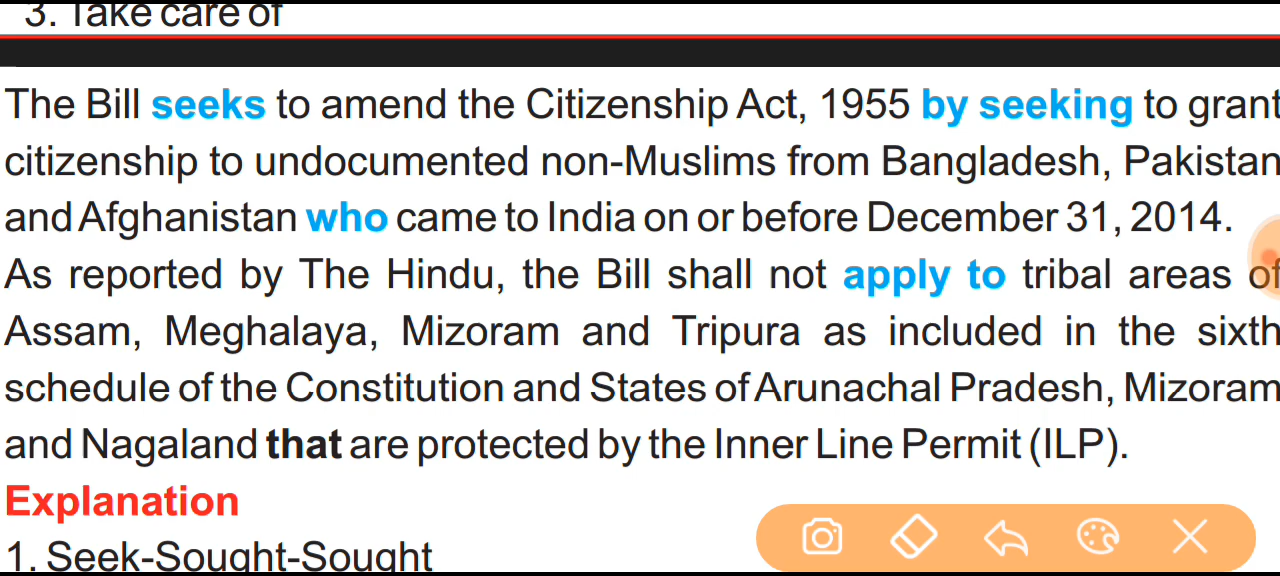 3. Take care of
The Bill seeks to amend the Citizenship Act, 1955 by seeking to grant
citizenship to undocumented non-Muslims from Bangladesh, Pakistan
and Afghanistan who came to India on or before December 31, 2014.
As reported by The Hindu, the Bill shall not apply to tribal areas of
Assam, Meghalaya, Mizoram and Tripura as included in the sixth
schedule of the Constitution and States of Arunachal Pradesh, Mizoram
and Nagaland that are protected by the Inner Line Permit (ILP).
Explanation
1. Seek-Sought-Sought